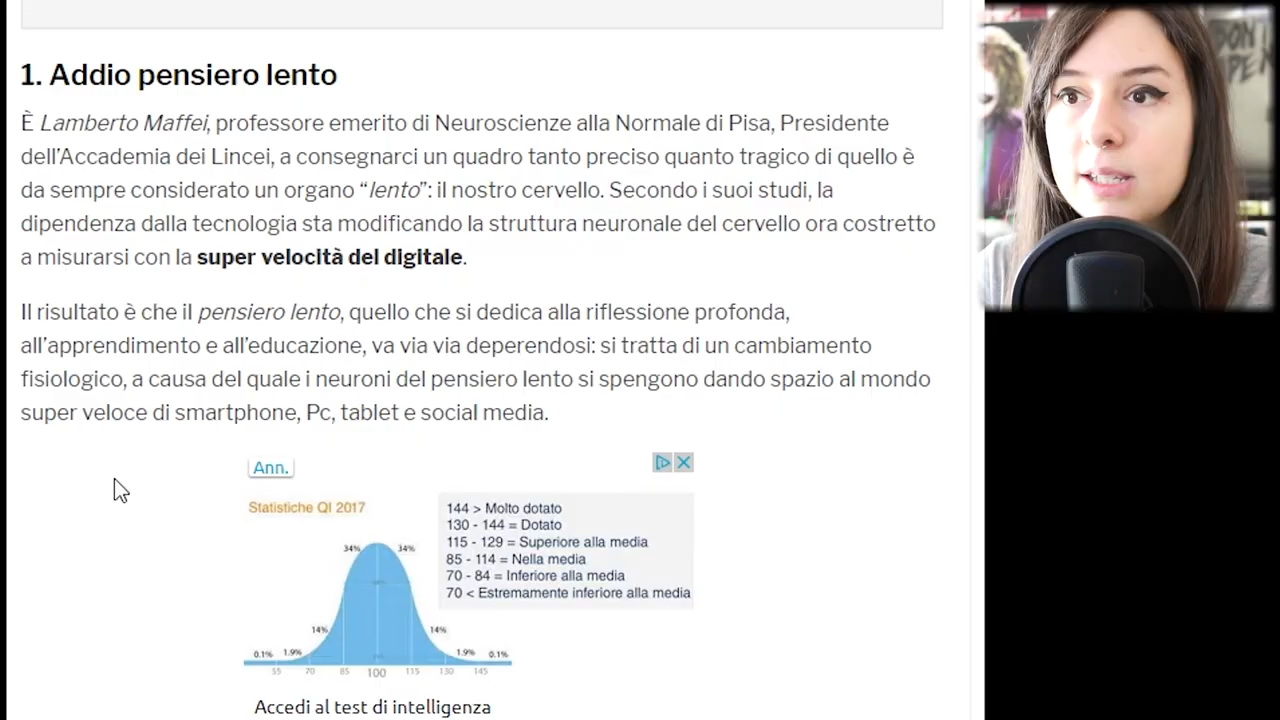 1. Addio pensiero lento
È Lamberto Maffei, professore emerito di Neuroscienze alla Normale di Pisa, Presidente
dell'Accademia dei Lincei, a consegnarci un quadro tanto preciso quanto tragico di quello è
da sempre considerato un organo “lento”: il nostro cervello. Secondo i suoi studi, la
dipendenza dalla tecnologia sta modificando la struttura neuronale del cervello ora costretto
a misurarsi con la super velocità del digitale.
Il risultato è che il pensiero lento, quello che si dedica alla riflessione profonda,
all'apprendimento e all'educazione, va via via deperendosi: si tratta di un cambiamento
fisiologico, a causa del quale i neuroni del pensiero lento si spengono dando spazio al mondo
super veloce di smartphone, Pc, tablet e social media.
Ann.
Statistiche QI 2017
144 > Molto dotato
130 - 144 = Dotato
115 - 129 = Superiore alla media
85 - 114 = Nella media
70 - 84 = Inferiore alla media
70 < Estremamente inferiore alla media
34% 34%
14% 14%
0.1% 1.9% 1.9% 0.1%
55 70 85 100 115 130 145
Accedi al test di intelligenza